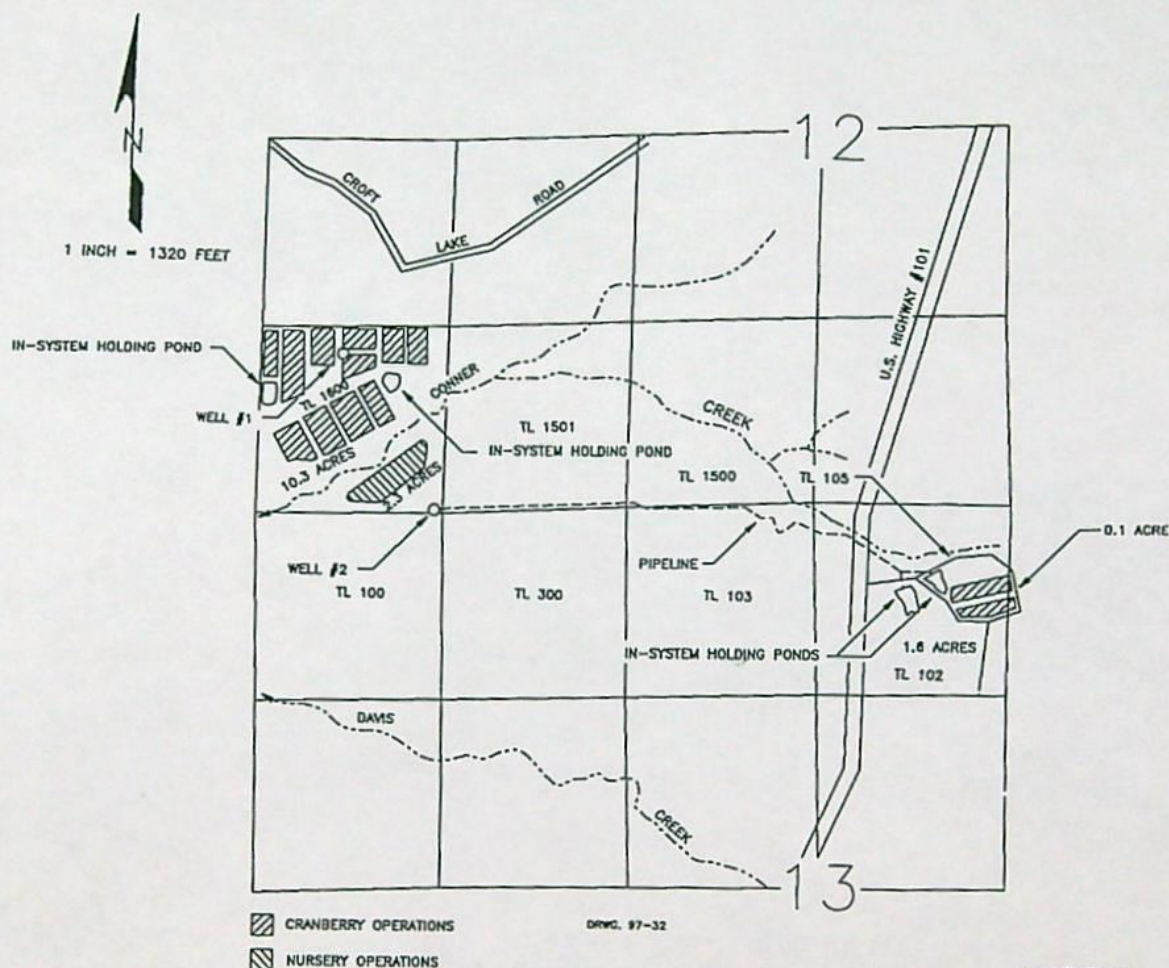 12
N
CROFT
LAKE
ROAD
1 INCH = 1320 FEET
U.S. HIGHWAY #101
IN-SYSTEM HOLDING POND
WELL #1
TL 1600
CONNER
CREEK
TL 1501
IN-SYSTEM HOLDING POND
10.3 ACRES
TL 1500
TL 105
0.1 ACRE
WELL #2
PIPELINE
TL 100
TL 300
TL 103
IN-SYSTEM HOLDING PONDS
1.6 ACRES
TL 102
DAVIS
CREEK
13
CRANBERRY OPERATIONS
DRWG. 97-32
NURSERY OPERATIONS